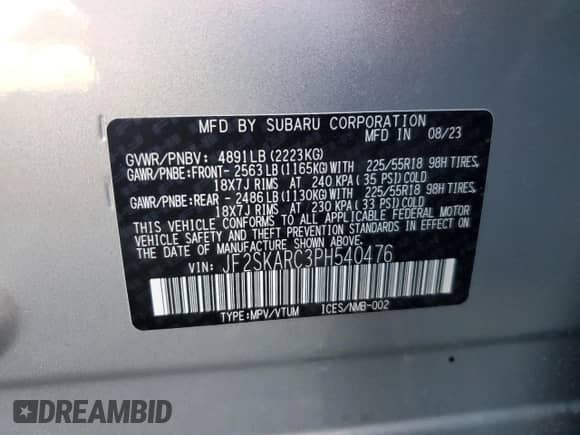 MFD BY SUBARU CORPORATION
MFD IN 08/23
GVWR/PNBV: 4891LB(2223KG)
GAWR/PNBE:FRONT- 2563LB(1165KG)WITH 225/55R18 98H TIRES,
18X7J RIMS AT 240 KPA(35 PSI)COLD
GAWR/PNBE:REAR - 2486LB(1130KG)WITH 225/55R18 98H TIRES,
18X7J RIMS AT 230 KPA(33 PSI)COLD
THIS VEHICLE CONFORMS TO ALL APPLICABLE FEDERAL MOTOR
VEHICLE SAFETY AND THEFT PREVENTION STANDARDS IN EFFECT ON
THE DATE OF MANUFACTURE SHOWN ABOVE.
VIN: JF2SKARC3PH540476
TYPE:MPV/VTUM ICES/NMB-002
DREAMBID